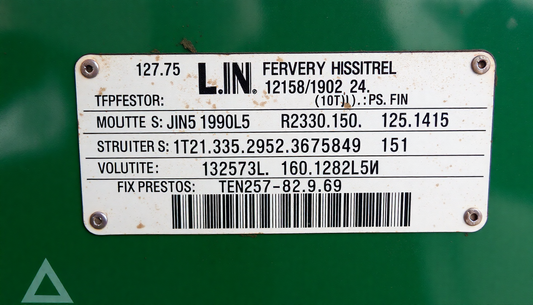 127.75 L.IN. FERVERY HISSITREL
12158/1902, 24.
TFPFESTOR: (10T⅃).: PS. FIN
MOUTTE S: JIN5 1990L5 R2330.150. 125.1415
STRUITER S: 1T21.335.2952.3675849 151
VOLUTITE: 132573L. 160.1282L5И
FIX PRESTOS: TEN257-82.9.69